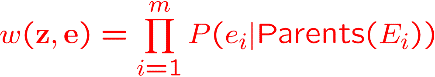 w(z, e) = ∏_{i=1}^{m} P(e_i|Parents(E_i))